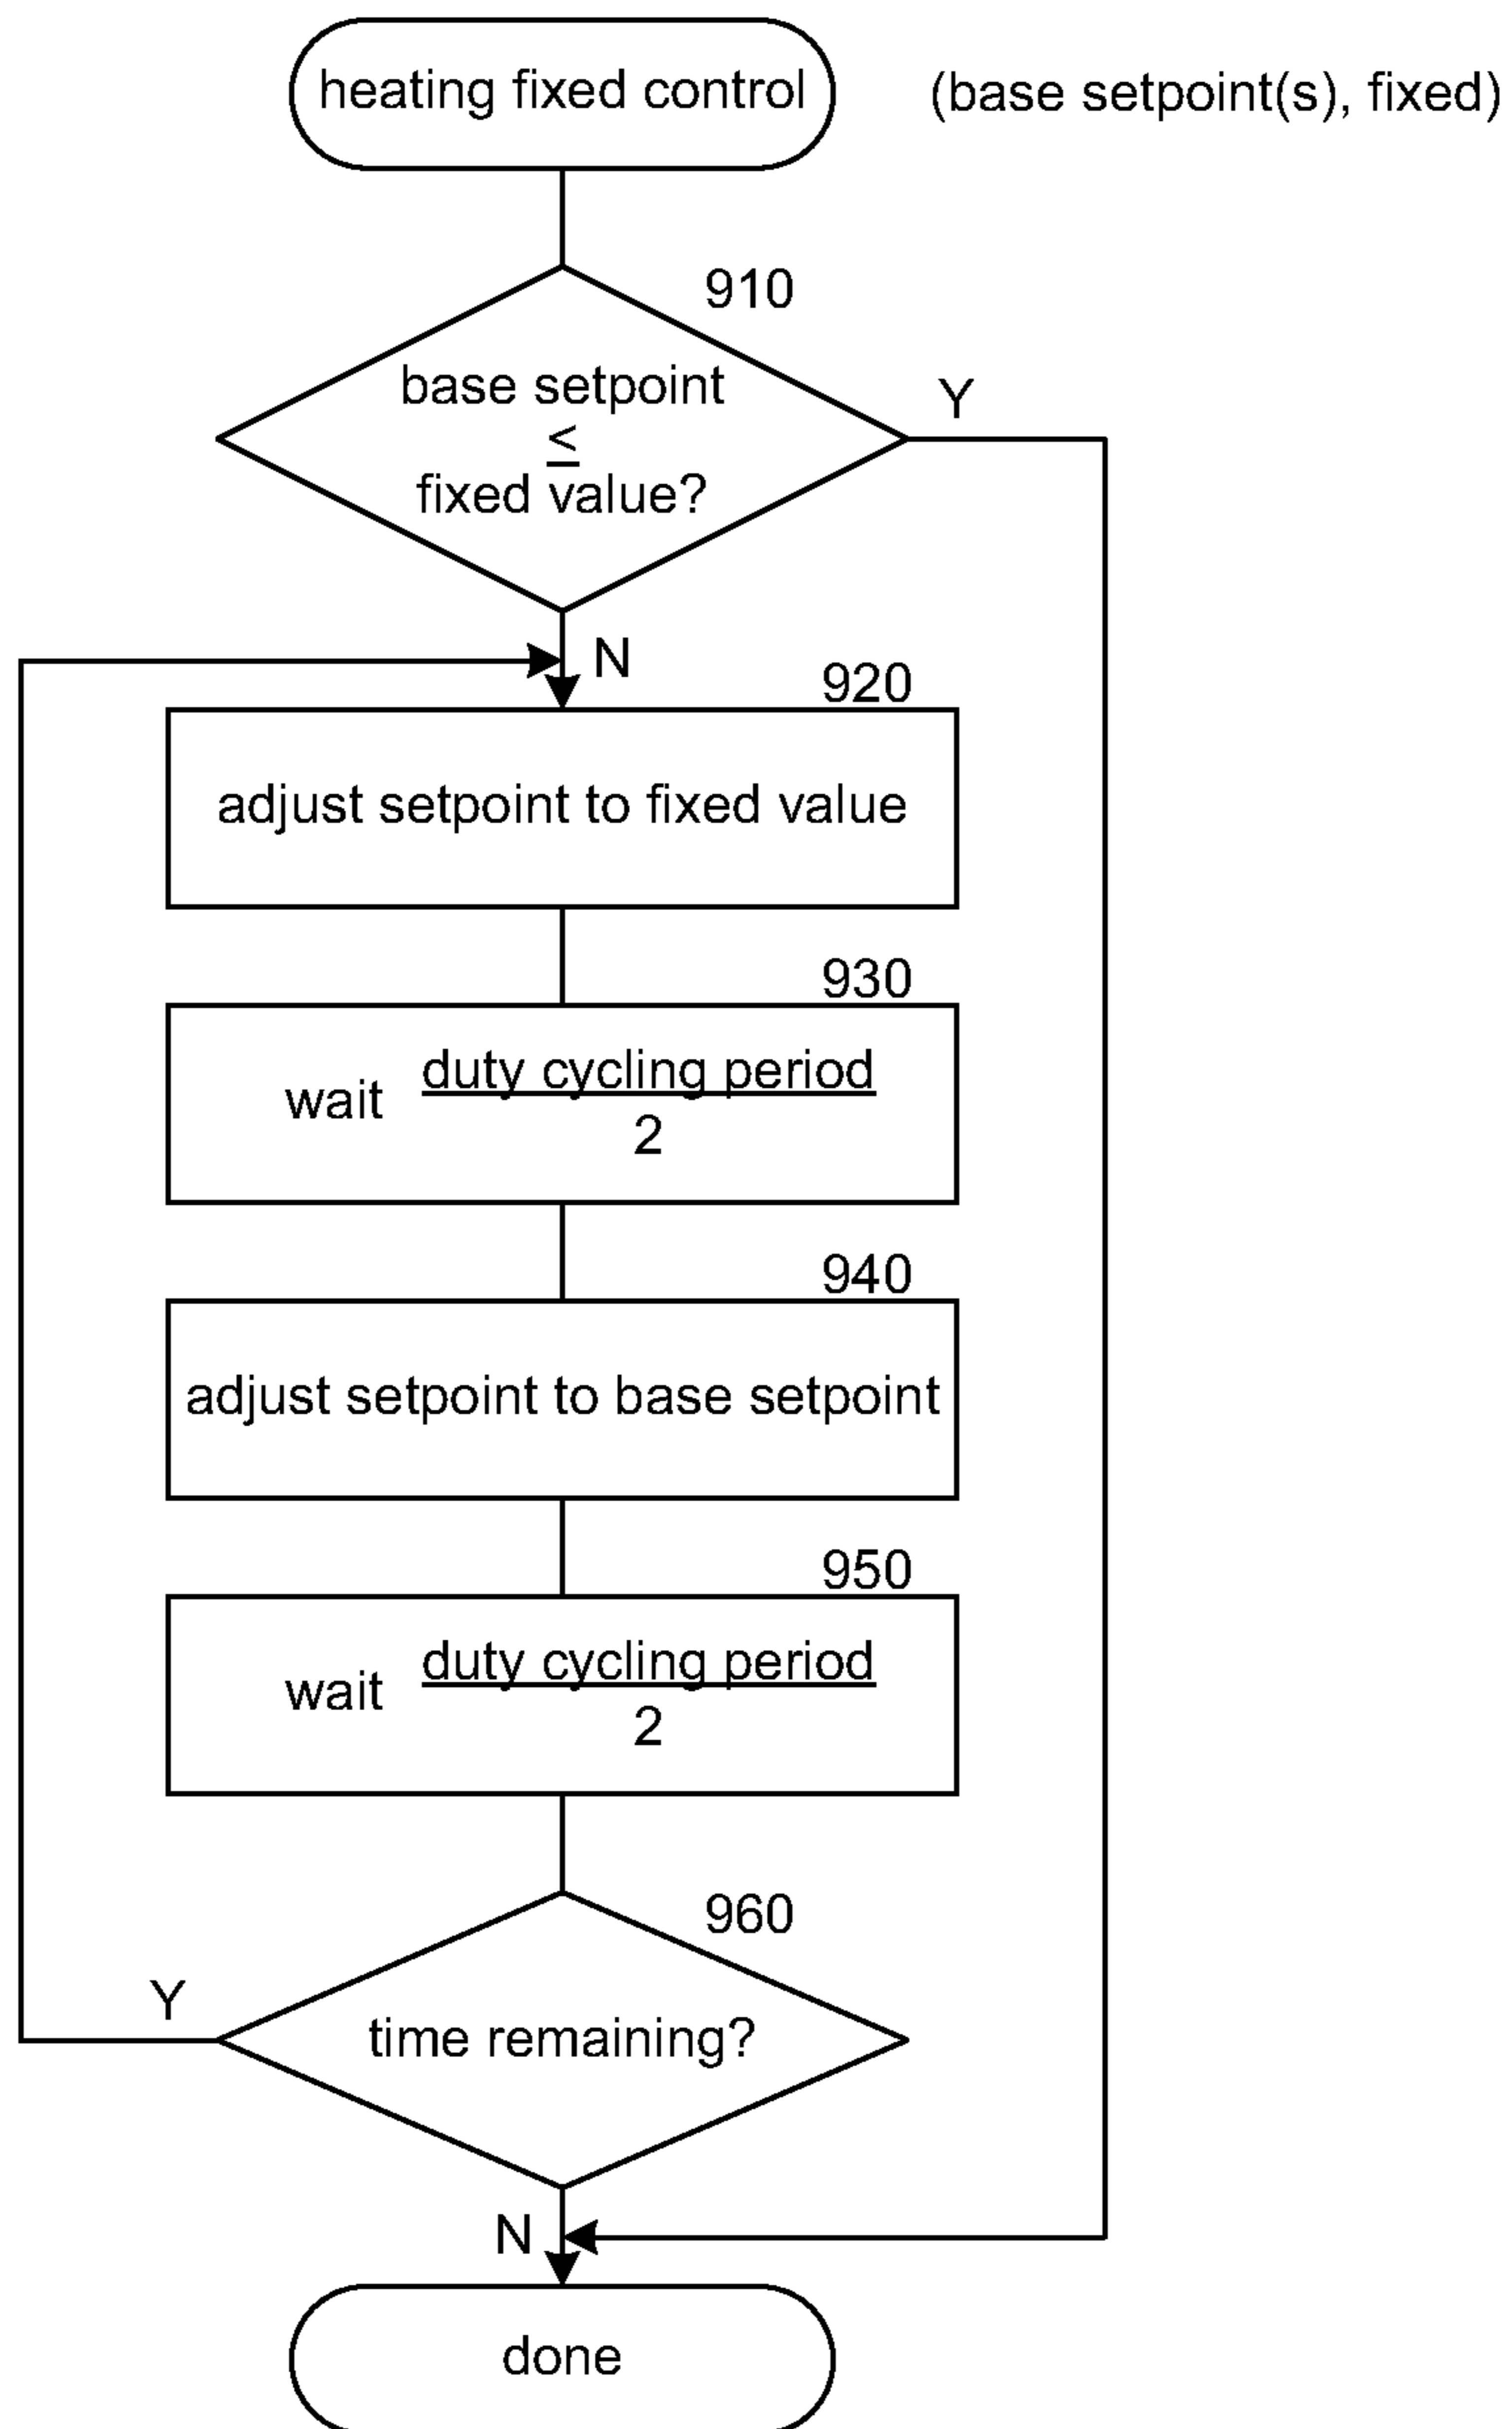 heating fixed control (base setpoint(s), fixed)
910
base setpoint
≤
fixed value?
Y
N
920
adjust setpoint to fixed value
930
wait duty cycling period
2
940
adjust setpoint to base setpoint
950
wait duty cycling period
2
960
Y
time remaining?
N
done